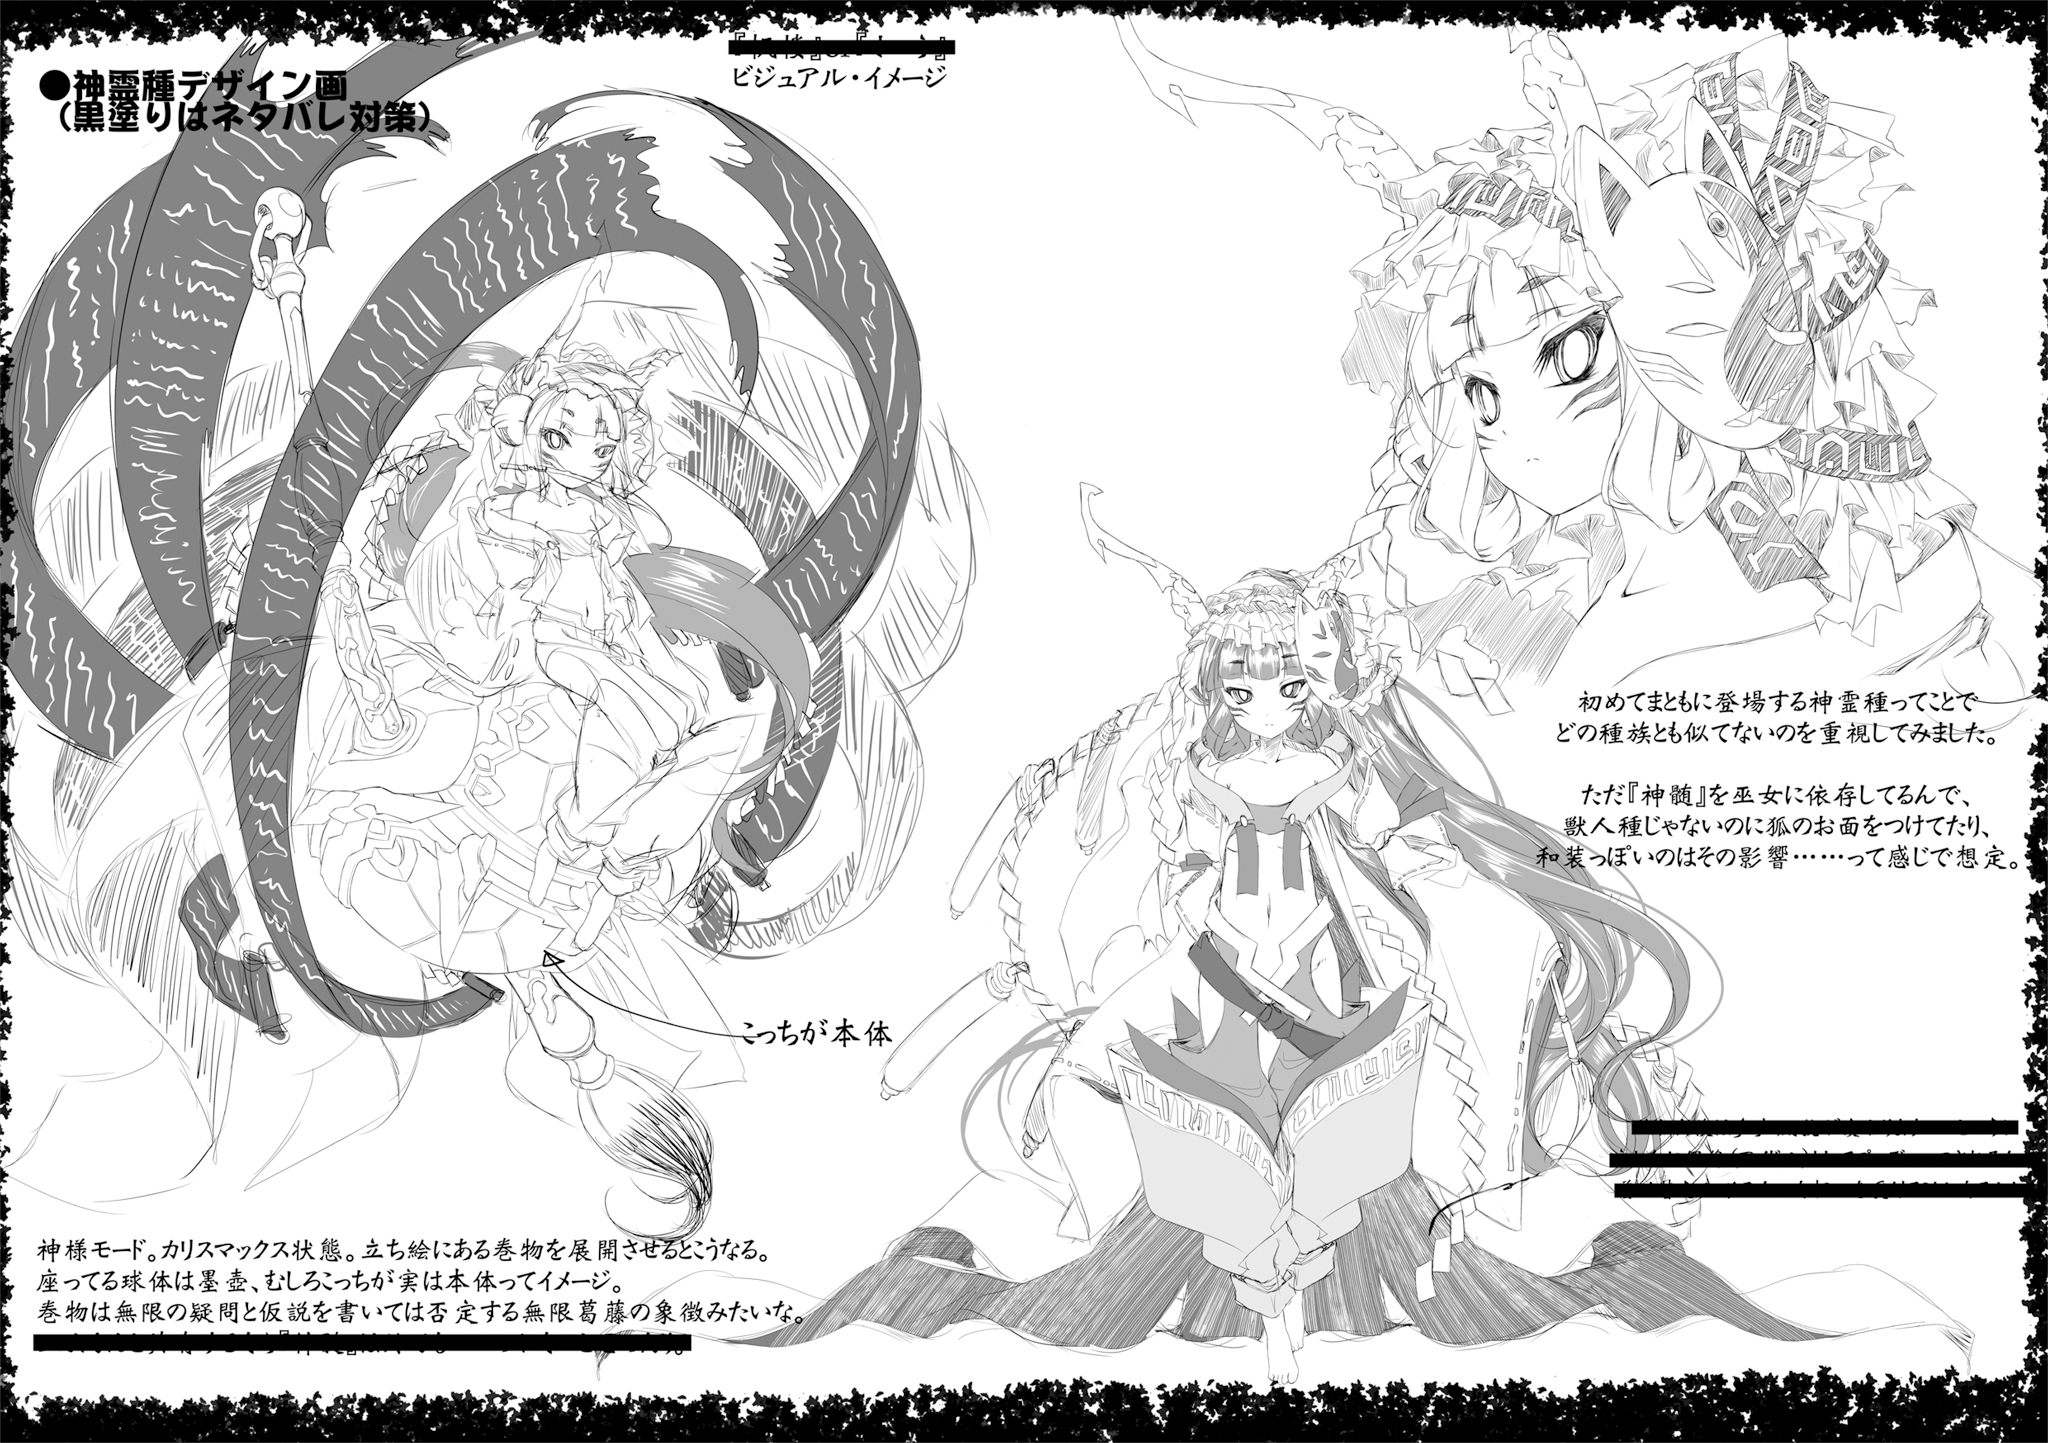 ●神霊種デザイン画
（黒塗りはネタバレ対策）
ビジュアル・イメージ
初めてまともに登場する神霊種ってことで
どの種族とも似てないのを重視してみました。
ただ『神髄』を巫女に依存してるんで、
獣人種じゃないのに狐のお面をつけてたり、
和装っぽいのはその影響……って感じで想定。
こっちが本体
神様モード。カリスマックス状態。立ち絵にある巻物を展開させるとこうなる。
座ってる球体は墨壺、むしろこっちが実は本体ってイメージ。
巻物は無限の疑問と仮説を書いては否定する無限葛藤の象徴みたいな。